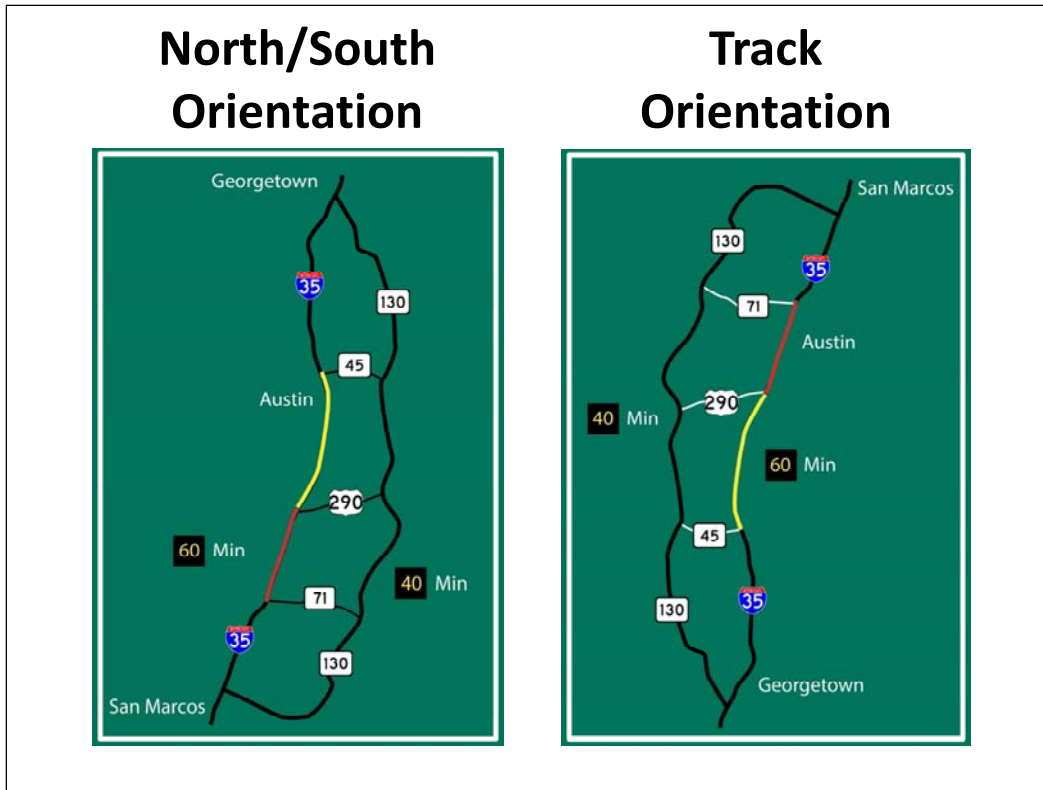 North/South
Orientation
Georgetown
35
130
45
Austin
290
60 Min
40 Min
71
35
130
San Marcos
Track
Orientation
San Marcos
130
35
71
Austin
290
40 Min
60 Min
45
130
35
Georgetown